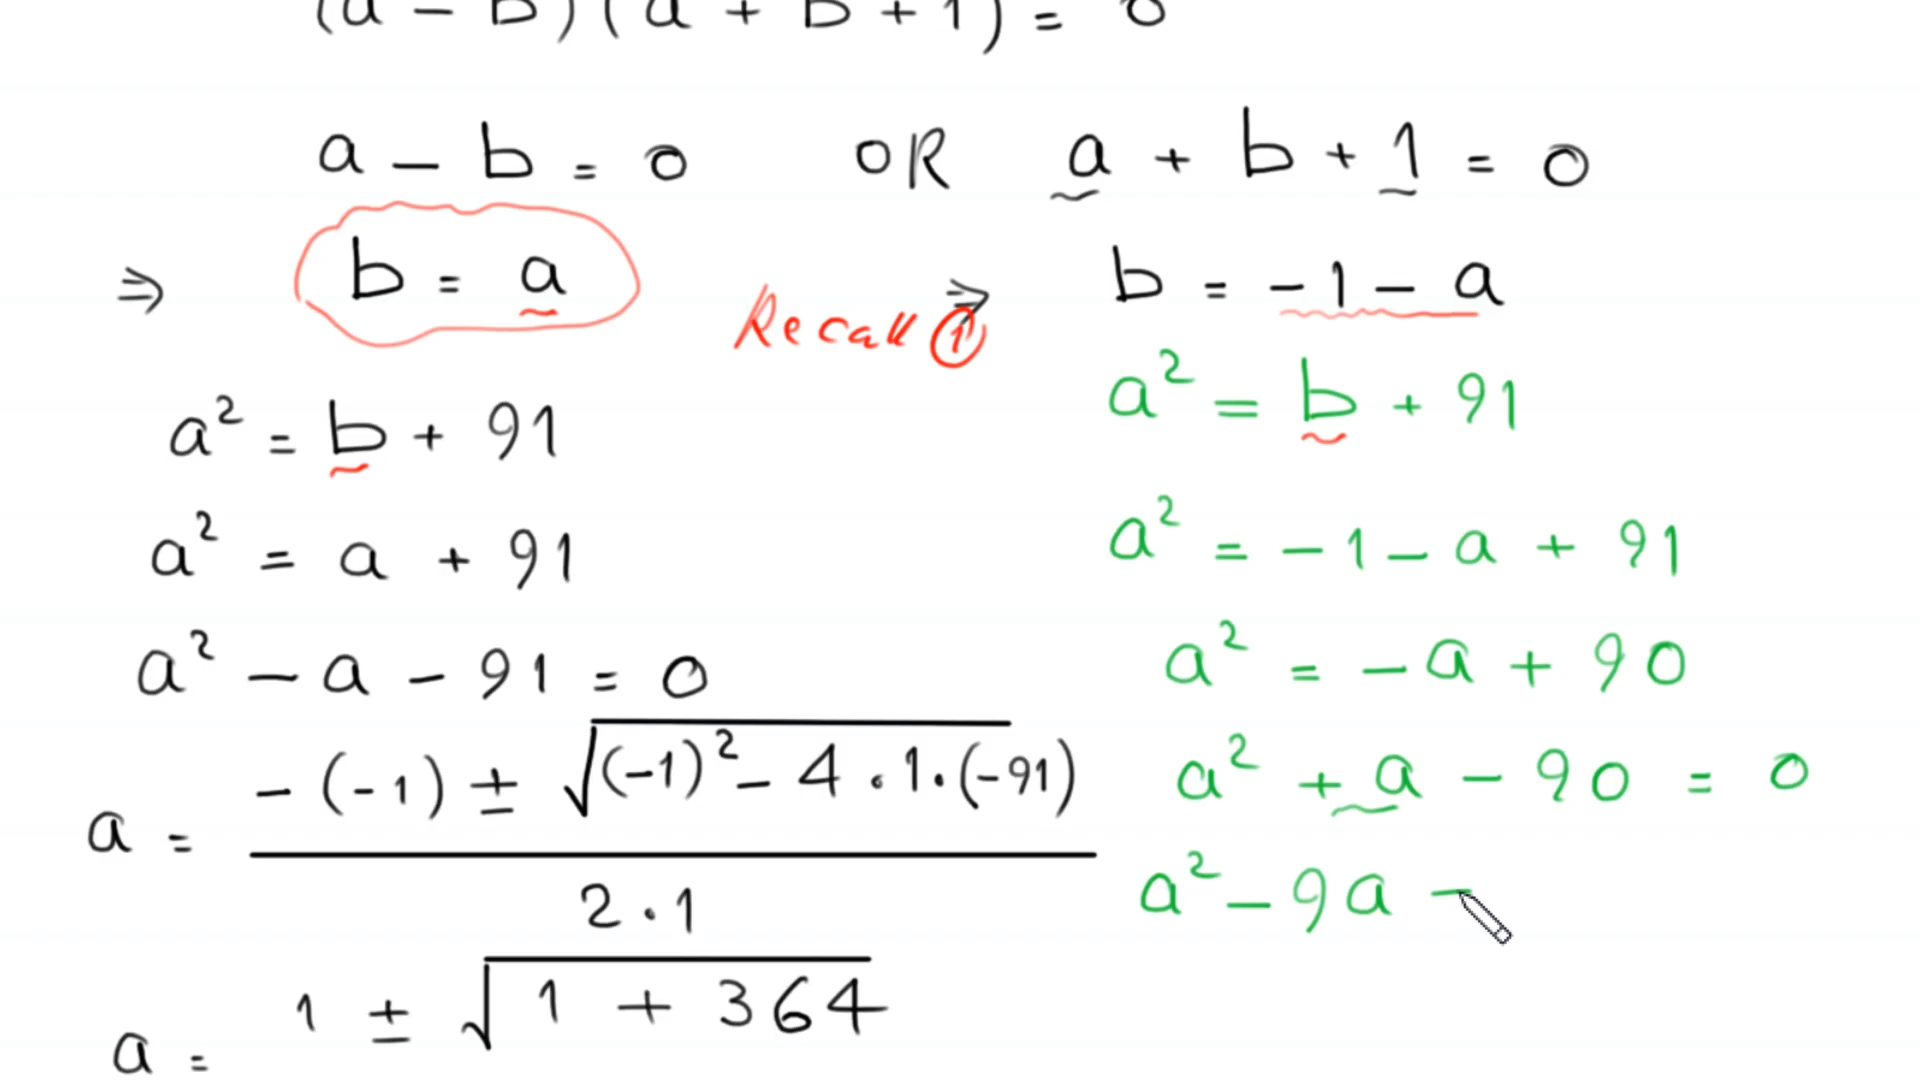 (a - b)(a + b + 1) = 0
a - b = 0 OR a + b + 1 = 0
⇒ b = a
Recall ① ⇒ b = -1 - a
a² = b + 91
a² = b + 91
a² = a + 91
a² = -1 - a + 91
a² - a - 91 = 0
a² = -a + 90
a = (-(-1) ± √((-1)² - 4 . 1 . (-91))) / (2 . 1)
a² + a - 90 = 0
a² - 9a -
a = 1 ± √(1 + 364)